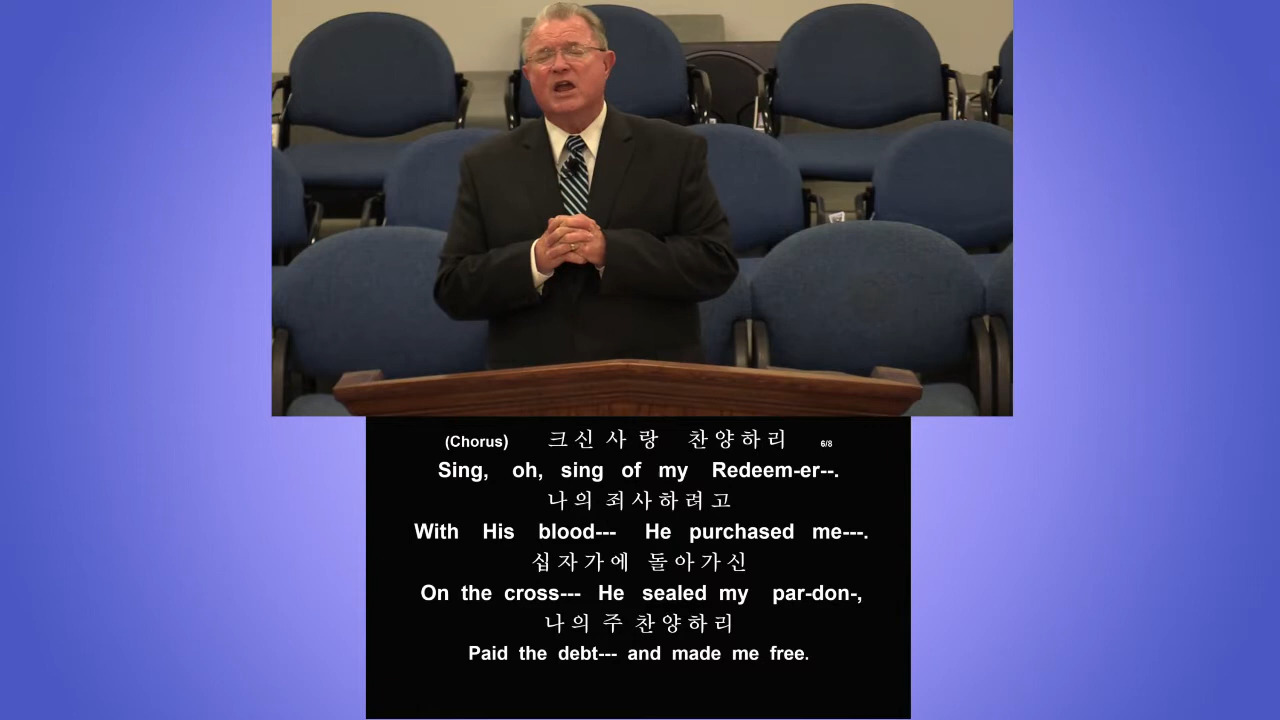 (Chorus) 크신 사랑 찬양하리 6/8
Sing, oh, sing of my Redeem-er--.
나의 죄사하려고
With His blood--- He purchased me---.
십자가에 돌아가신
On the cross--- He sealed my par-don-,
나의 주 찬양하리
Paid the debt--- and made me free.